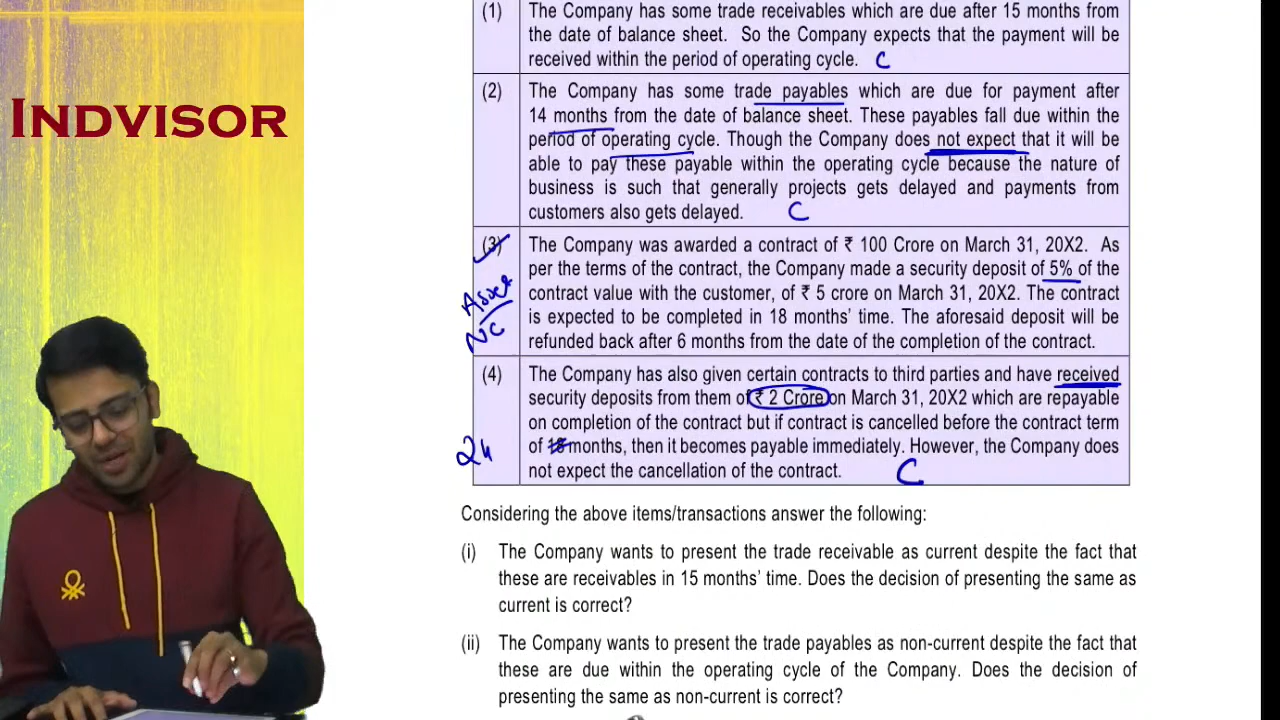 INDVISOR
(1) The Company has some trade receivables which are due after 15 months from
the date of balance sheet. So the Company expects that the payment will be
received within the period of operating cycle. C
(2) The Company has some trade payables which are due for payment after
14 months from the date of balance sheet. These payables fall due within the
period of operating cycle. Though the Company does not expect that it will be
able to pay these payable within the operating cycle because the nature of
business is such that generally projects gets delayed and payments from
customers also gets delayed. C
(3) The Company was awarded a contract of ₹ 100 Crore on March 31, 20X2. As
per the terms of the contract, the Company made a security deposit of 5% of the
Asset contract value with the customer, of ₹ 5 crore on March 31, 20X2. The contract
is expected to be completed in 18 months' time. The aforesaid deposit will be
NC refunded back after 6 months from the date of the completion of the contract.
(4) The Company has also given certain contracts to third parties and have received
security deposits from them of ₹ 2 Crore on March 31, 20X2 which are repayable
on completion of the contract but if contract is cancelled before the contract term
24 of 18 months, then it becomes payable immediately. However, the Company does
not expect the cancellation of the contract. C
Considering the above items/transactions answer the following:
(i) The Company wants to present the trade receivable as current despite the fact that
these are receivables in 15 months' time. Does the decision of presenting the same as
current is correct?
(ii) The Company wants to present the trade payables as non-current despite the fact that
these are due within the operating cycle of the Company. Does the decision of
presenting the same as non-current is correct?